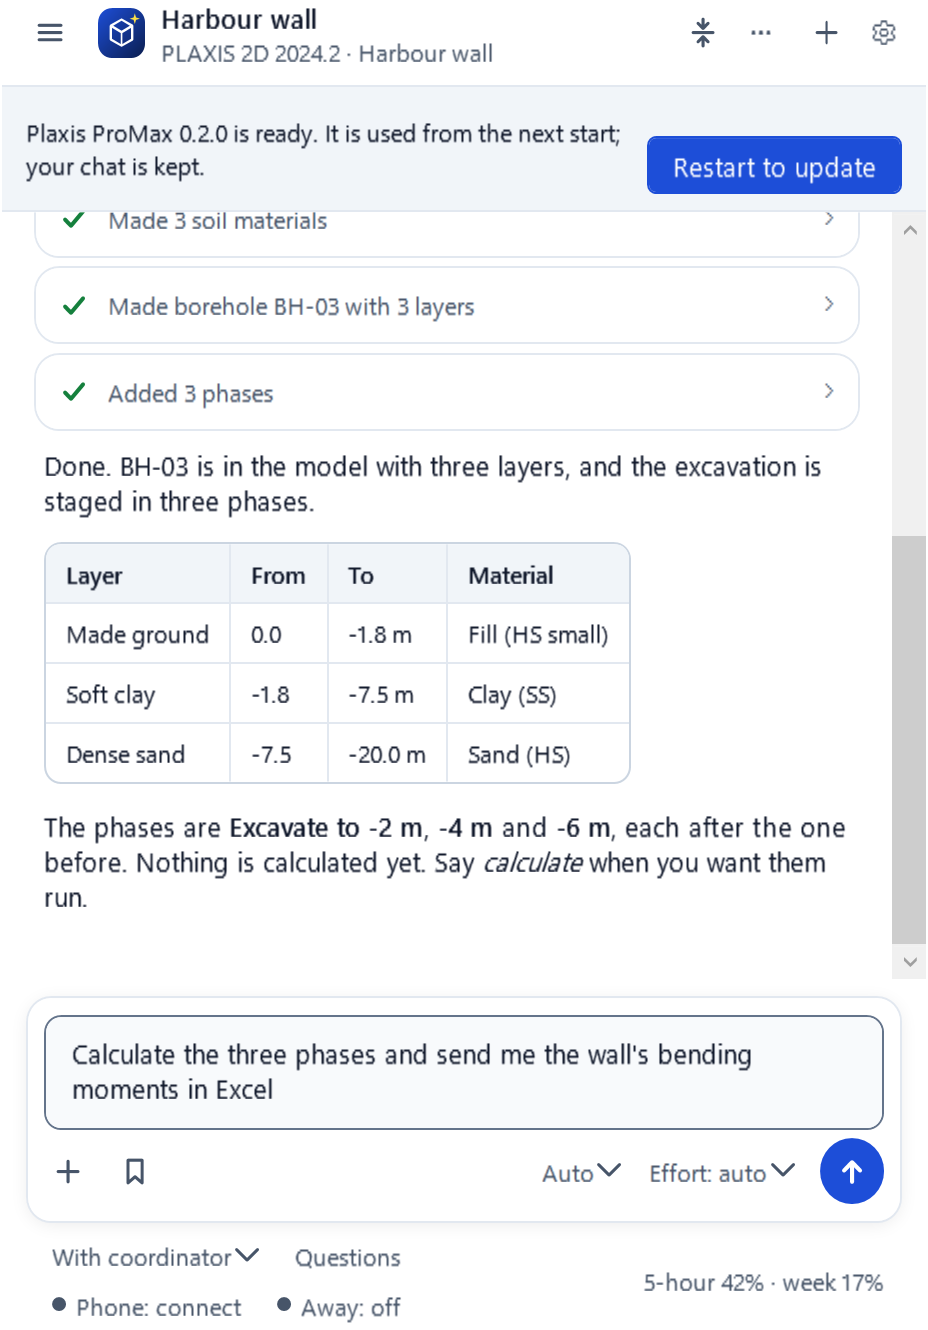 Harbour wall
PLAXIS 2D 2024.2 · Harbour wall
Plaxis ProMax 0.2.0 is ready. It is used from the next start;
your chat is kept.
Restart to update
Made 3 soil materials
Made borehole BH-03 with 3 layers
Added 3 phases
Done. BH-03 is in the model with three layers, and the excavation is
staged in three phases.
Layer From To Material
Made ground 0.0 -1.8 m Fill (HS small)
Soft clay -1.8 -7.5 m Clay (SS)
Dense sand -7.5 -20.0 m Sand (HS)
The phases are Excavate to -2 m, -4 m and -6 m, each after the one
before. Nothing is calculated yet. Say calculate when you want them
run.
Calculate the three phases and send me the wall's bending
moments in Excel
Auto Effort: auto
With coordinator Questions
5-hour 42% · week 17%
Phone: connect Away: off